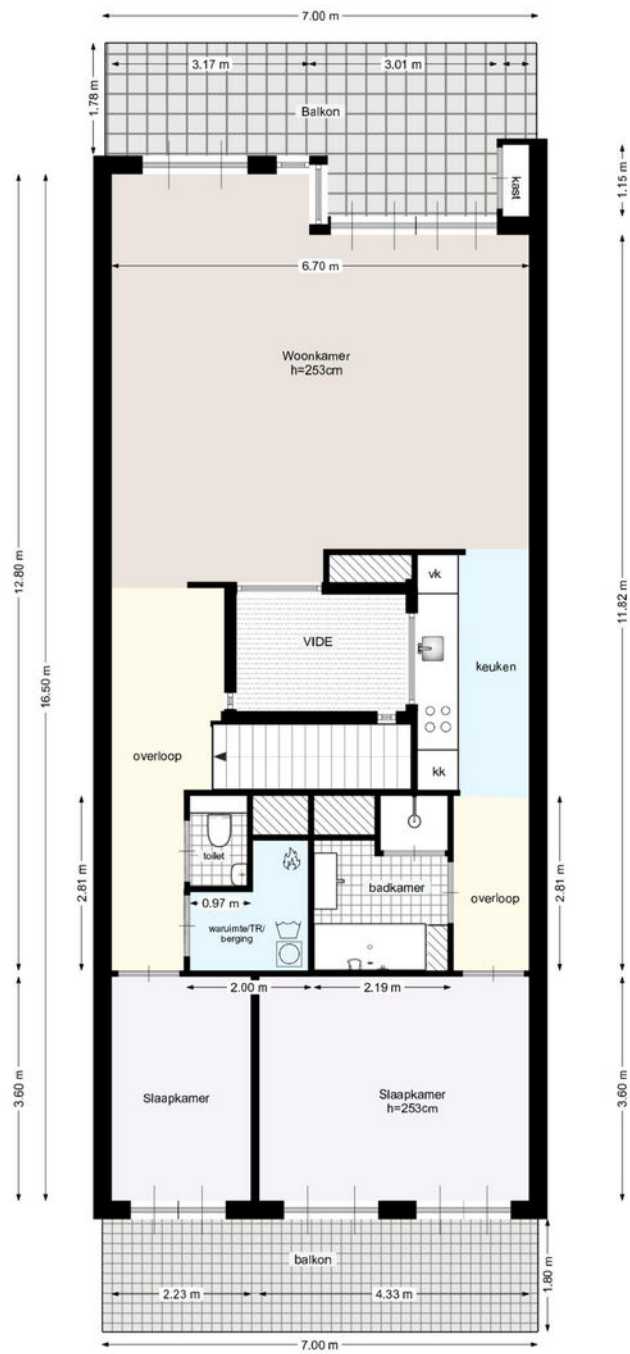 7.00 m
1.78 m
3.17 m
3.01 m
Balkon
kast
1.15 m
6.70 m
Woonkamer
h=253cm
12.80 m
16.50 m
11.82 m
vk
VIDE
keuken
overloop
kk
2.81 m
toilet
badkamer
overloop
2.81 m
0.97 m
waruimte/TR/
berging
2.00 m
2.19 m
3.60 m
Slaapkamer
Slaapkamer
h=253cm
3.60 m
balkon
1.80 m
2.23 m
4.33 m
7.00 m